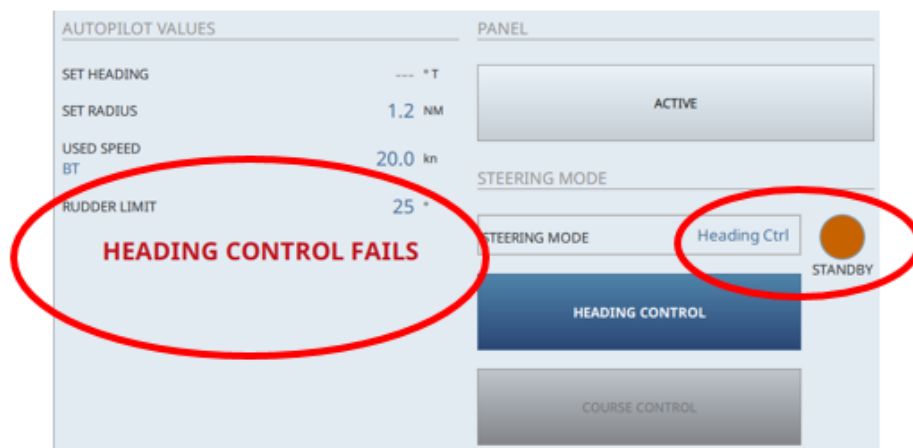 AUTOPILOT VALUES
SET HEADING --- °T
SET RADIUS 1.2 NM
USED SPEED 20.0 kn
BT
RUDDER LIMIT 25 °
HEADING CONTROL FAILS
PANEL
ACTIVE
STEERING MODE
STEERING MODE Heading Ctrl
STANDBY
HEADING CONTROL
COURSE CONTROL